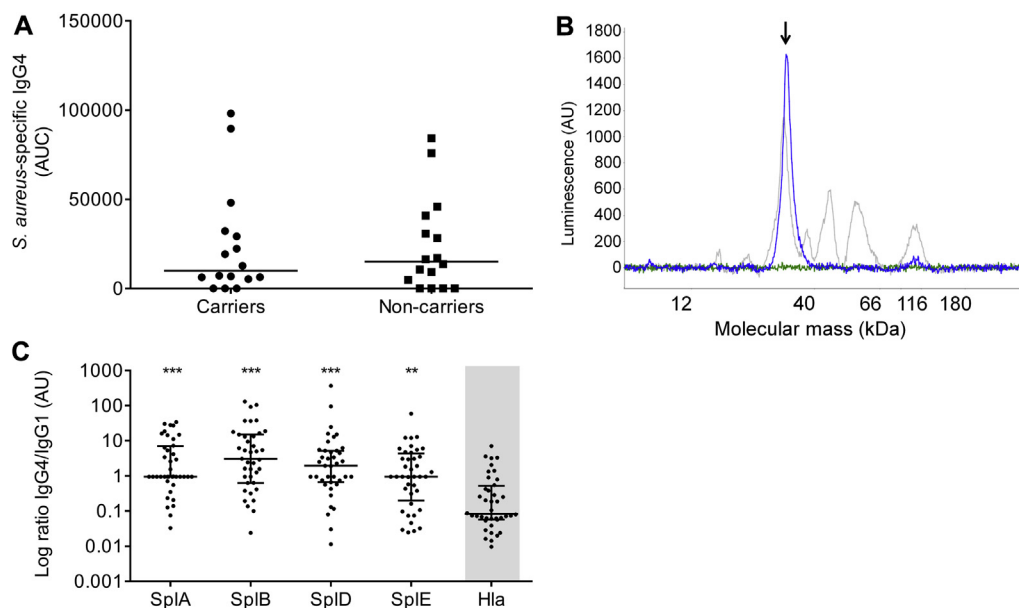 A
150000
100000
50000
0
S. aureus-specific IgG4
(AUC)
Carriers
Non-carriers
B
1800
1600
1400
1200
1000
800
600
400
200
0
Luminescence (AU)
12
40
66
116
180
Molecular mass (kDa)
C
1000
100
10
1
0.1
0.01
0.001
Log ratio IgG4/IgG1 (AU)
***
***
***
**
SplA
SplB
SplD
SplE
Hla